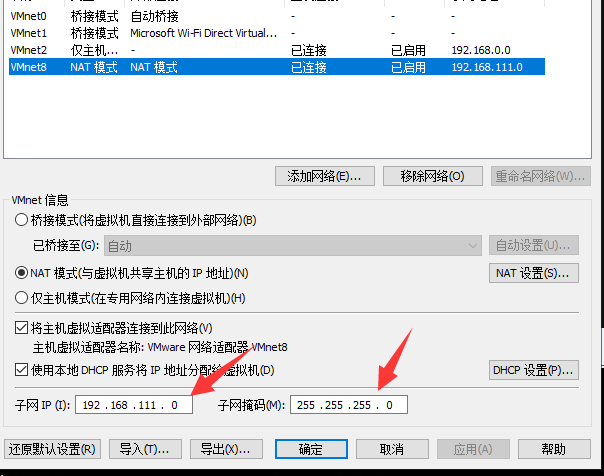 VMnet0 桥接模式 自动桥接 - -
VMnet1 桥接模式 Microsoft Wi-Fi Direct Virtual... - -
VMnet2 仅主机... - 已连接 已启用 192.168.0.0
VMnet8 NAT 模式 NAT 模式 已连接 已启用 192.168.111.0
添加网络(E)... 移除网络(O) 重命名网络(W)...
VMnet 信息
桥接模式(将虚拟机直接连接到外部网络)(B)
已桥接至(G): 自动 自动设置(U)...
NAT 模式(与虚拟机共享主机的 IP 地址)(N) NAT 设置(S)...
仅主机模式(在专用网络内连接虚拟机)(H)
将主机虚拟适配器连接到此网络(V)
主机虚拟适配器名称: VMware 网络适配器 VMnet8
使用本地 DHCP 服务将 IP 地址分配给虚拟机(D) DHCP 设置(P)...
子网 IP (I): 192 .168 .111 . 0 子网掩码(M): 255 .255 .255 . 0
还原默认设置(R) 导入(T)... 导出(X)... 确定 取消 应用(A) 帮助